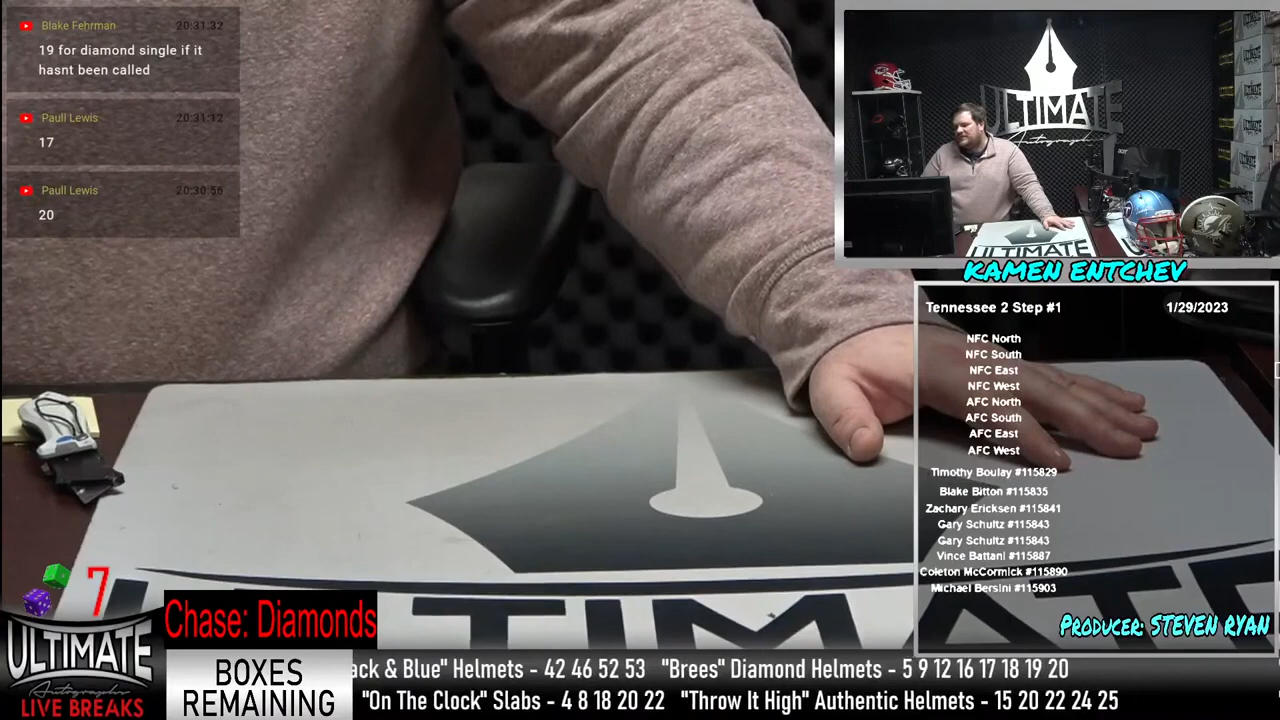 Blake Fehrman 20:31:32
19 for diamond single if it
hasnt been called
Paull Lewis 20:31:12
17
Paull Lewis 20:30:56
20
ULTIMATE
Autographs
ULTIMATE
KAMEN ENTCHEV
Tennessee 2 Step #1 1/29/2023
NFC North
NFC South
NFC East
NFC West
AFC North
AFC South
AFC East
AFC West
Timothy Boulay #115829
Blake Bitton #115835
Zachary Ericksen #115841
Gary Schultz #115843
Gary Schultz #115843
Vince Battani #115887
Coleton McCormick #115890
Michael Bersini #115903
PRODUCER: STEVEN RYAN
ULTIMATE
7
Chase: Diamonds
ULTIMATE
Autographs
LIVE BREAKS
BOXES
REMAINING
ack & Blue" Helmets - 42 46 52 53 "Brees" Diamond Helmets - 5 9 12 16 17 18 19 20
"On The Clock" Slabs - 4 8 18 20 22 "Throw It High" Authentic Helmets - 15 20 22 24 25